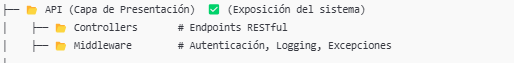 ├── 📂 API (Capa de Presentación) ✅ (Exposición del sistema)
│   ├── 📂 Controllers      # Endpoints RESTful
│   ├── 📂 Middleware       # Autenticación, Logging, Excepciones